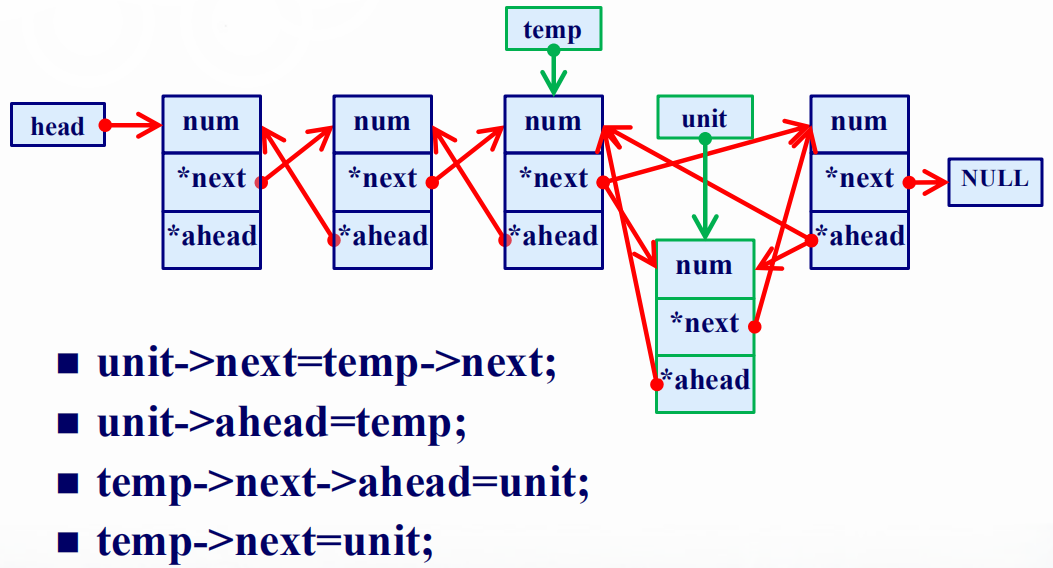 temp
head
num
num
num
unit
num
*next
*next
*next
*next
NULL
*ahead
*ahead
*ahead
*ahead
num
*next
*ahead
■ unit->next=temp->next;
■ unit->ahead=temp;
■ temp->next->ahead=unit;
■ temp->next=unit;